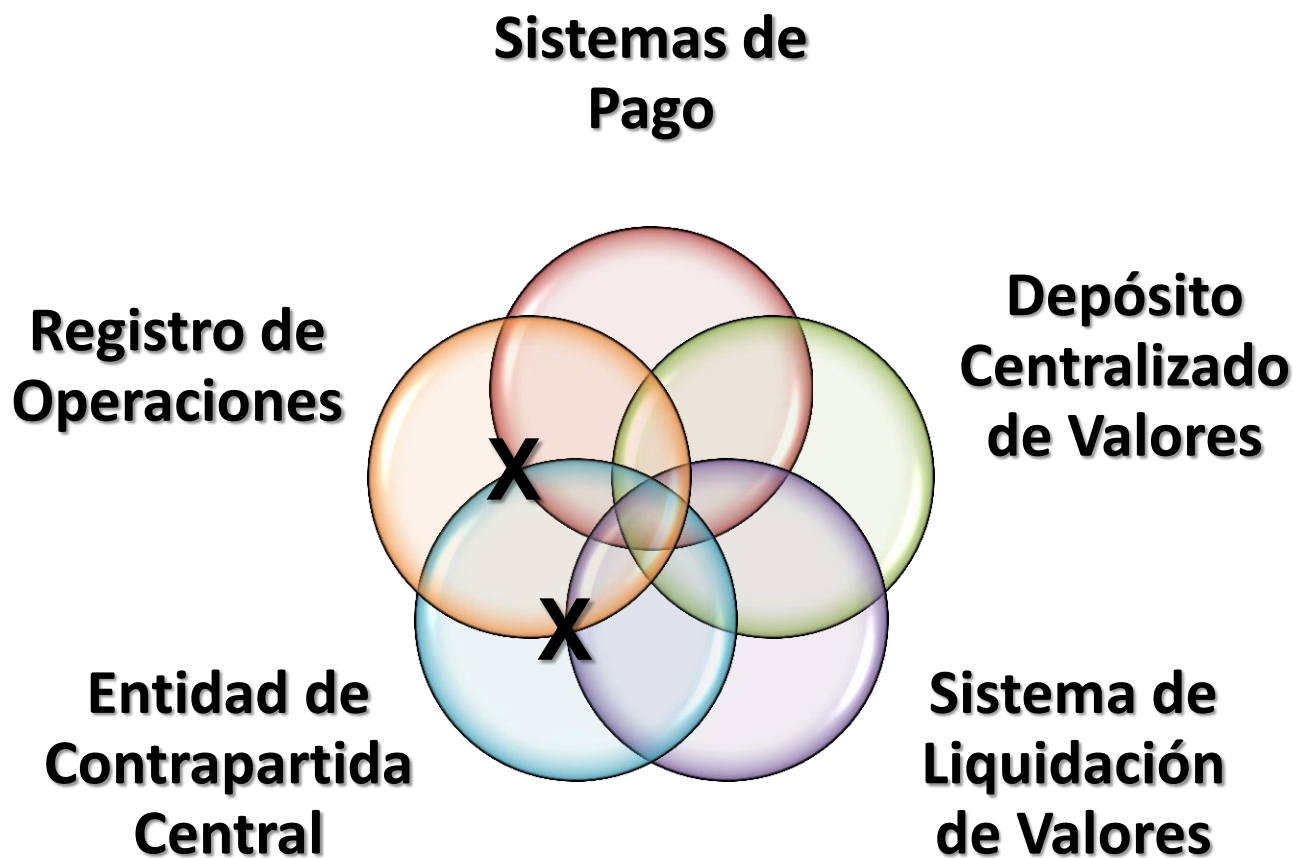 Sistemas de
Pago
Registro de
Operaciones
Depósito
Centralizado
de Valores
X
X
Entidad de
Contrapartida
Central
Sistema de
Liquidación
de Valores